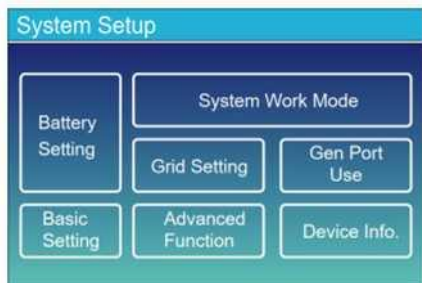 System Setup
System Work Mode
Battery
Setting
Grid Setting
Gen Port
Use
Basic
Setting
Advanced
Function
Device Info.